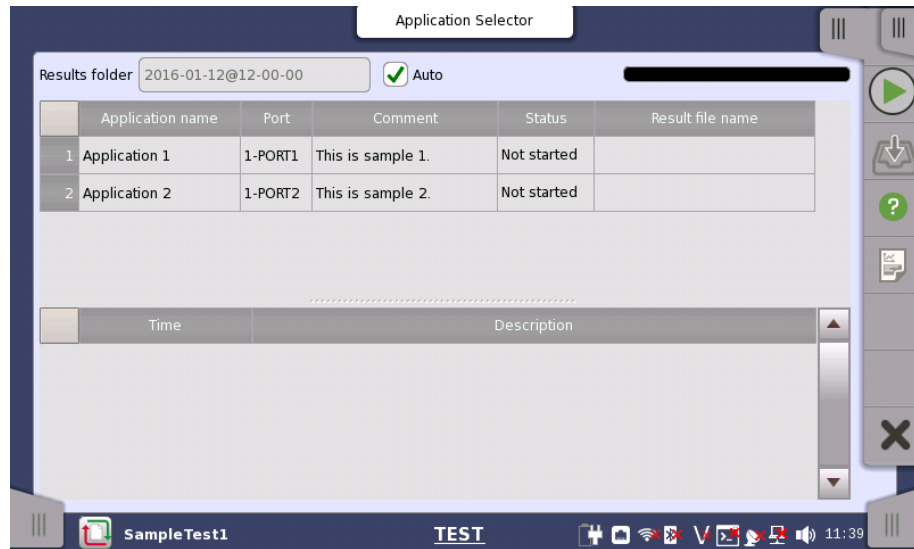 Application Selector
Results folder 2016-01-12@12-00-00 Auto
Application name Port Comment Status Result file name
1 Application 1 1-PORT1 This is sample 1. Not started
2 Application 2 1-PORT2 This is sample 2. Not started
Time Description
SampleTest1 TEST 11:39